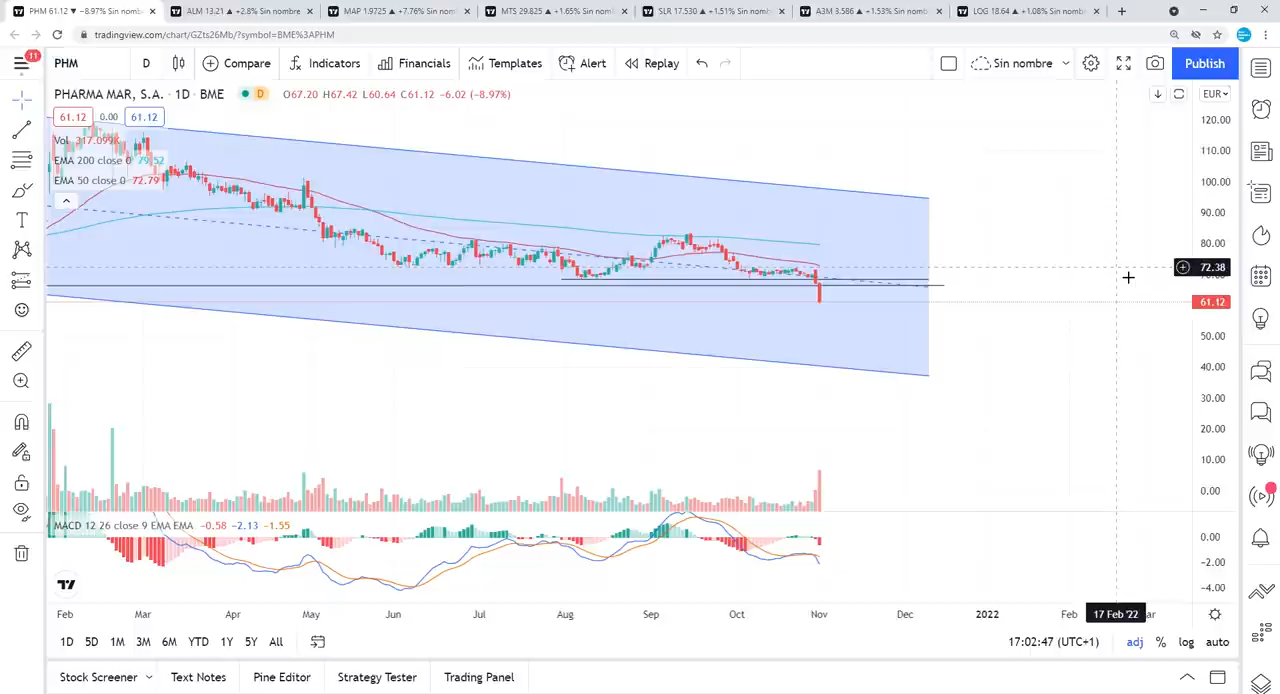 PHM 61.12 ▼ −8.97% Sin nombre
ALM 13.21 ▲ +2.8% Sin nombre
MAP 1.9725 ▲ +7.76% Sin nombre
MTS 29.825 ▲ +1.65% Sin nombre
SLR 17.530 ▲ +1.51% Sin nombre
A3M 3.586 ▲ +1.53% Sin nombre
LOG 18.64 ▲ +1.08% Sin nombre
tradingview.com/chart/GZts26Mb/?symbol=BME%3APHM
11
PHM D Compare Indicators Financials Templates Alert Replay Sin nombre Publish
PHARMA MAR, S.A. · 1D · BME D O67.20 H67.42 L60.64 C61.12 −6.02 (−8.97%)
EUR
61.12 0.00 61.12
Vol 317.099K
EMA 200 close 0 79.52
EMA 50 close 0 72.79
120.00
110.00
100.00
90.00
80.00
72.38
61.12
50.00
40.00
30.00
20.00
10.00
0.00
MACD 12 26 close 9 EMA EMA −0.58 −2.13 −1.55
0.00
−2.00
−4.00
Feb Mar Apr May Jun Jul Aug Sep Oct Nov Dec 2022 Feb 17 Feb '22
1D 5D 1M 3M 6M YTD 1Y 5Y All 17:02:47 (UTC+1) adj % log auto
Stock Screener Text Notes Pine Editor Strategy Tester Trading Panel